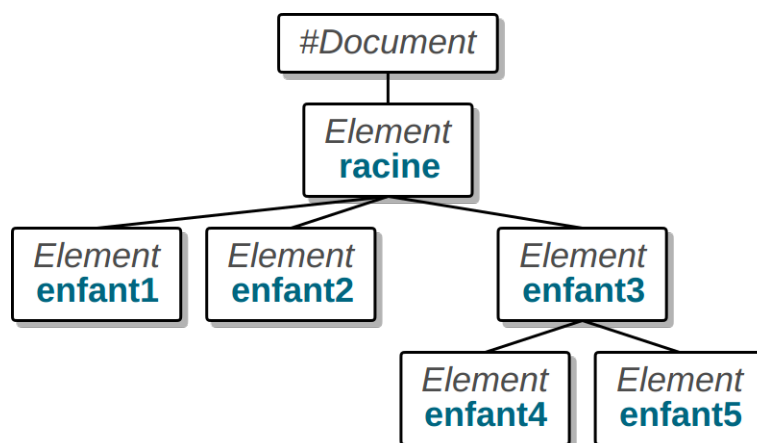 #Document
Element
racine
Element
enfant1
Element
enfant2
Element
enfant3
Element
enfant4
Element
enfant5